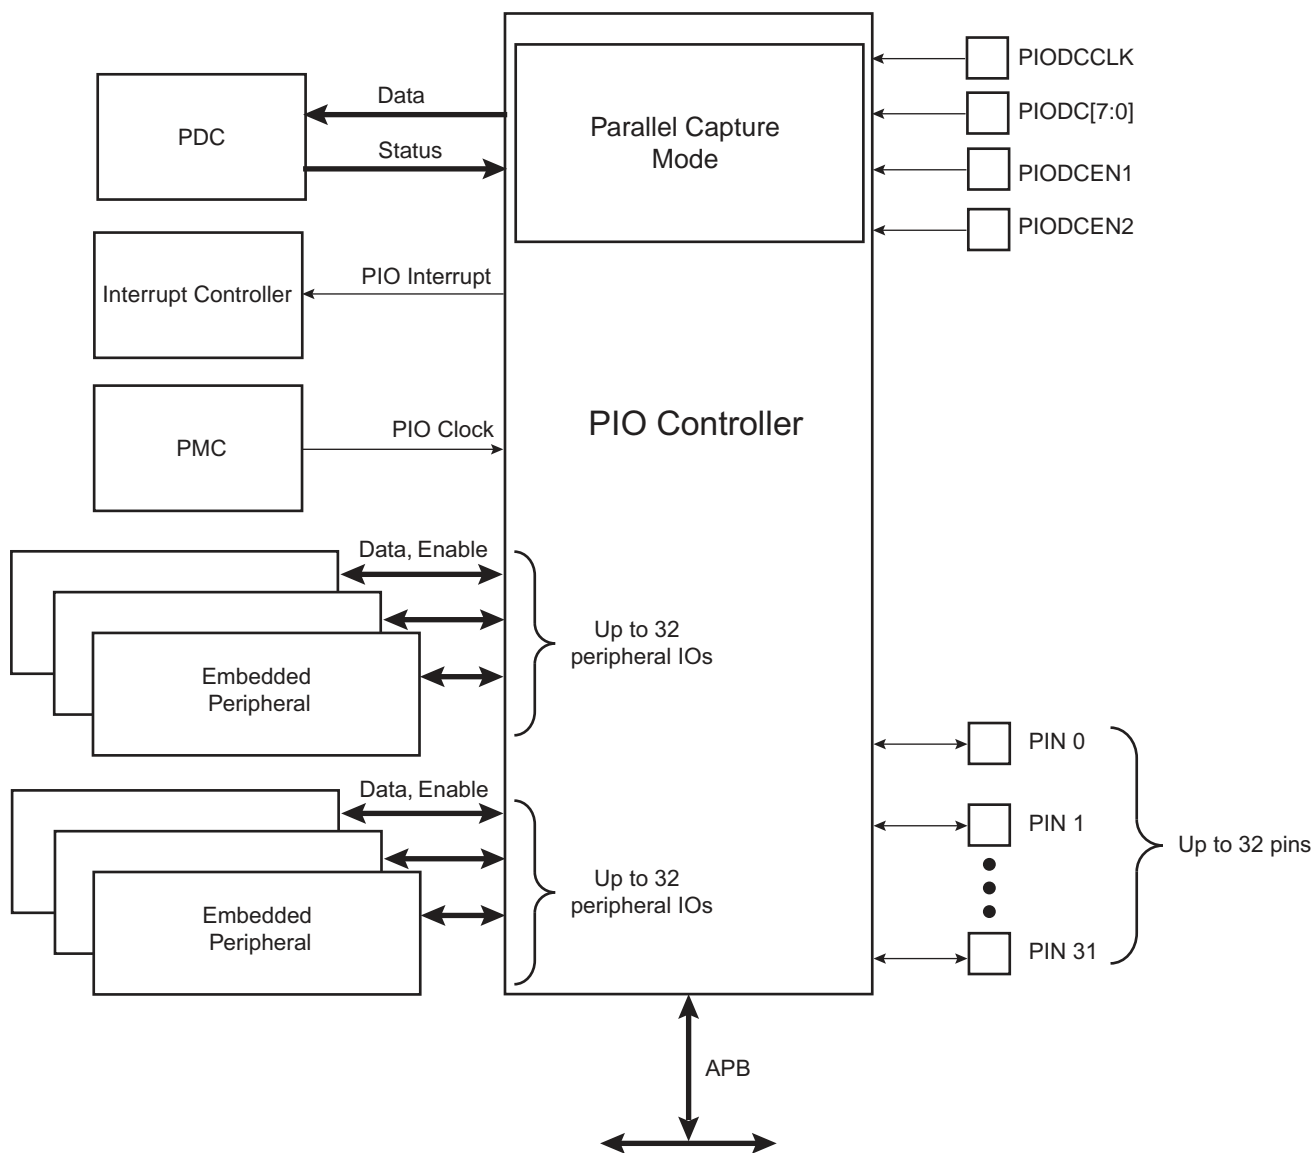 PIODCCLK
Data
PDC
Parallel Capture
Mode
PIODC[7:0]
Status
PIODCEN1
PIODCEN2
PIO Interrupt
Interrupt Controller
PIO Controller
PIO Clock
PMC
Data, Enable
Up to 32
peripheral IOs
Embedded
Peripheral
PIN 0
Data, Enable
PIN 1
Up to 32 pins
Up to 32
peripheral IOs
Embedded
Peripheral
PIN 31
APB